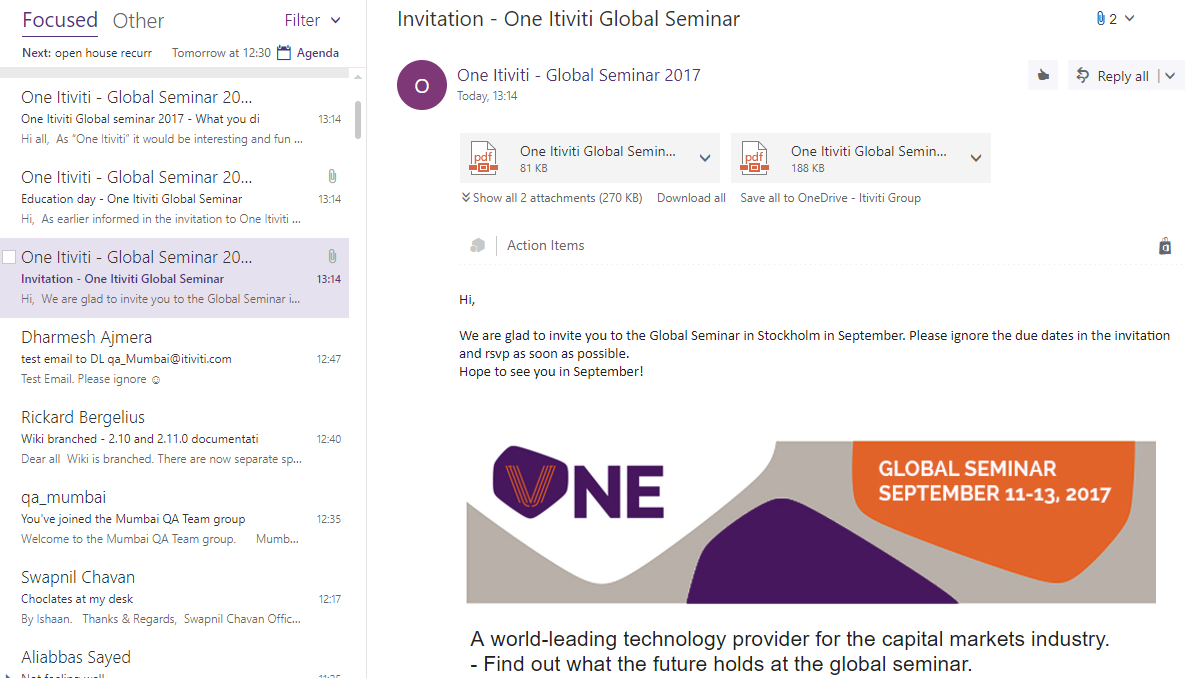 Focused Other Filter
Next: open house recurr Tomorrow at 12:30 Agenda
One Itiviti - Global Seminar 20...
One Itiviti Global seminar 2017 - What you di 13:14
Hi all, As “One Itiviti” it would be interesting and fun ...
One Itiviti - Global Seminar 20...
Education day - One Itiviti Global Seminar 13:14
Hi, As earlier informed in the invitation to One Itiviti ...
One Itiviti - Global Seminar 20...
Invitation - One Itiviti Global Seminar 13:14
Hi, We are glad to invite you to the Global Seminar i...
Dharmesh Ajmera
test email to DL qa_Mumbai@itiviti.com 12:47
Test Email. Please ignore ☺
Rickard Bergelius
Wiki branched - 2.10 and 2.11.0 documentati 12:40
Dear all Wiki is branched. There are now separate sp...
qa_mumbai
You've joined the Mumbai QA Team group 12:35
Welcome to the Mumbai QA Team group. Mumb...
Swapnil Chavan
Choclates at my desk 12:17
By Ishaan. Thanks & Regards, Swapnil Chavan Offic...
Aliabbas Sayed
Not feeling well 11:35
Invitation - One Itiviti Global Seminar
2
O
One Itiviti - Global Seminar 2017
Today, 13:14
Reply all
pdf
One Itiviti Global Semin...
81 KB
pdf
One Itiviti Global Semin...
188 KB
Show all 2 attachments (270 KB) Download all Save all to OneDrive - Itiviti Group
Action Items
Hi,
We are glad to invite you to the Global Seminar in Stockholm in September. Please ignore the due dates in the invitation
and rsvp as soon as possible.
Hope to see you in September!
NE
GLOBAL SEMINAR
SEPTEMBER 11-13, 2017
A world-leading technology provider for the capital markets industry.
- Find out what the future holds at the global seminar.